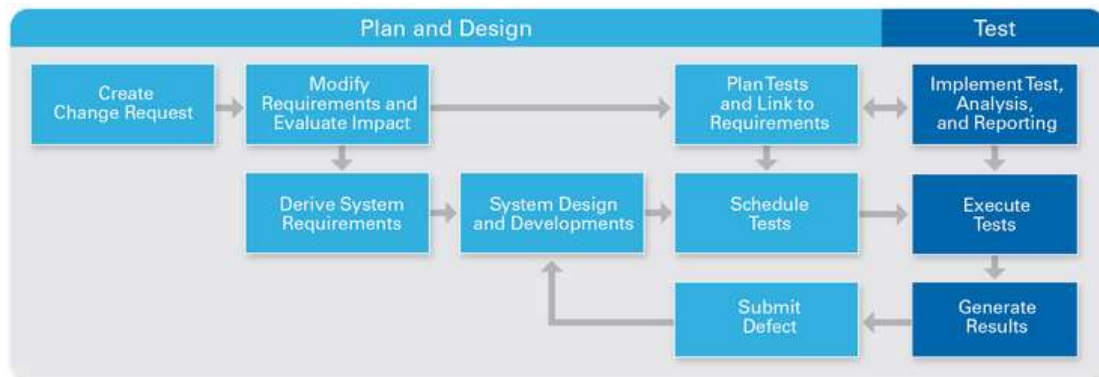 Plan and Design
Test
Create
Change Request
Modify
Requirements and
Evaluate Impact
Plan Tests
and Link to
Requirements
Implement Test,
Analysis,
and Reporting
Derive System
Requirements
System Design
and Developments
Schedule
Tests
Execute
Tests
Submit
Defect
Generate
Results